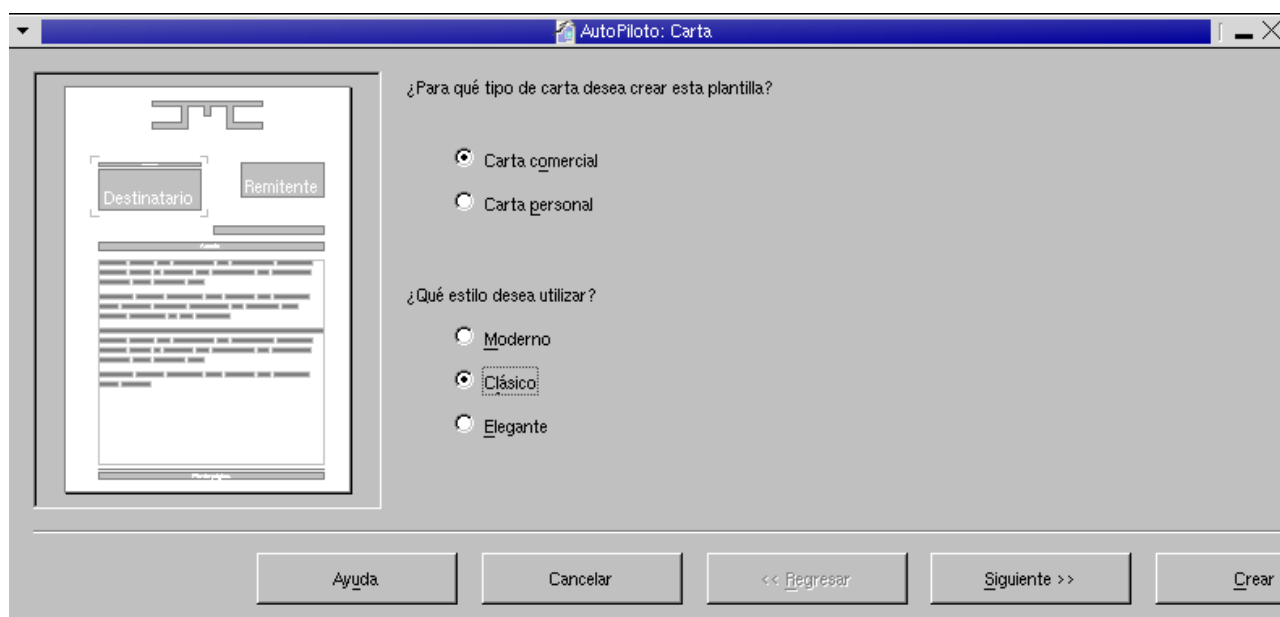 AutoPiloto: Carta
¿Para qué tipo de carta desea crear esta plantilla?
Carta comercial
Carta personal
Destinatario
Remitente
¿Qué estilo desea utilizar?
Moderno
Clásico
Elegante
Ayuda
Cancelar
<< Regresar
Siguiente >>
Crear